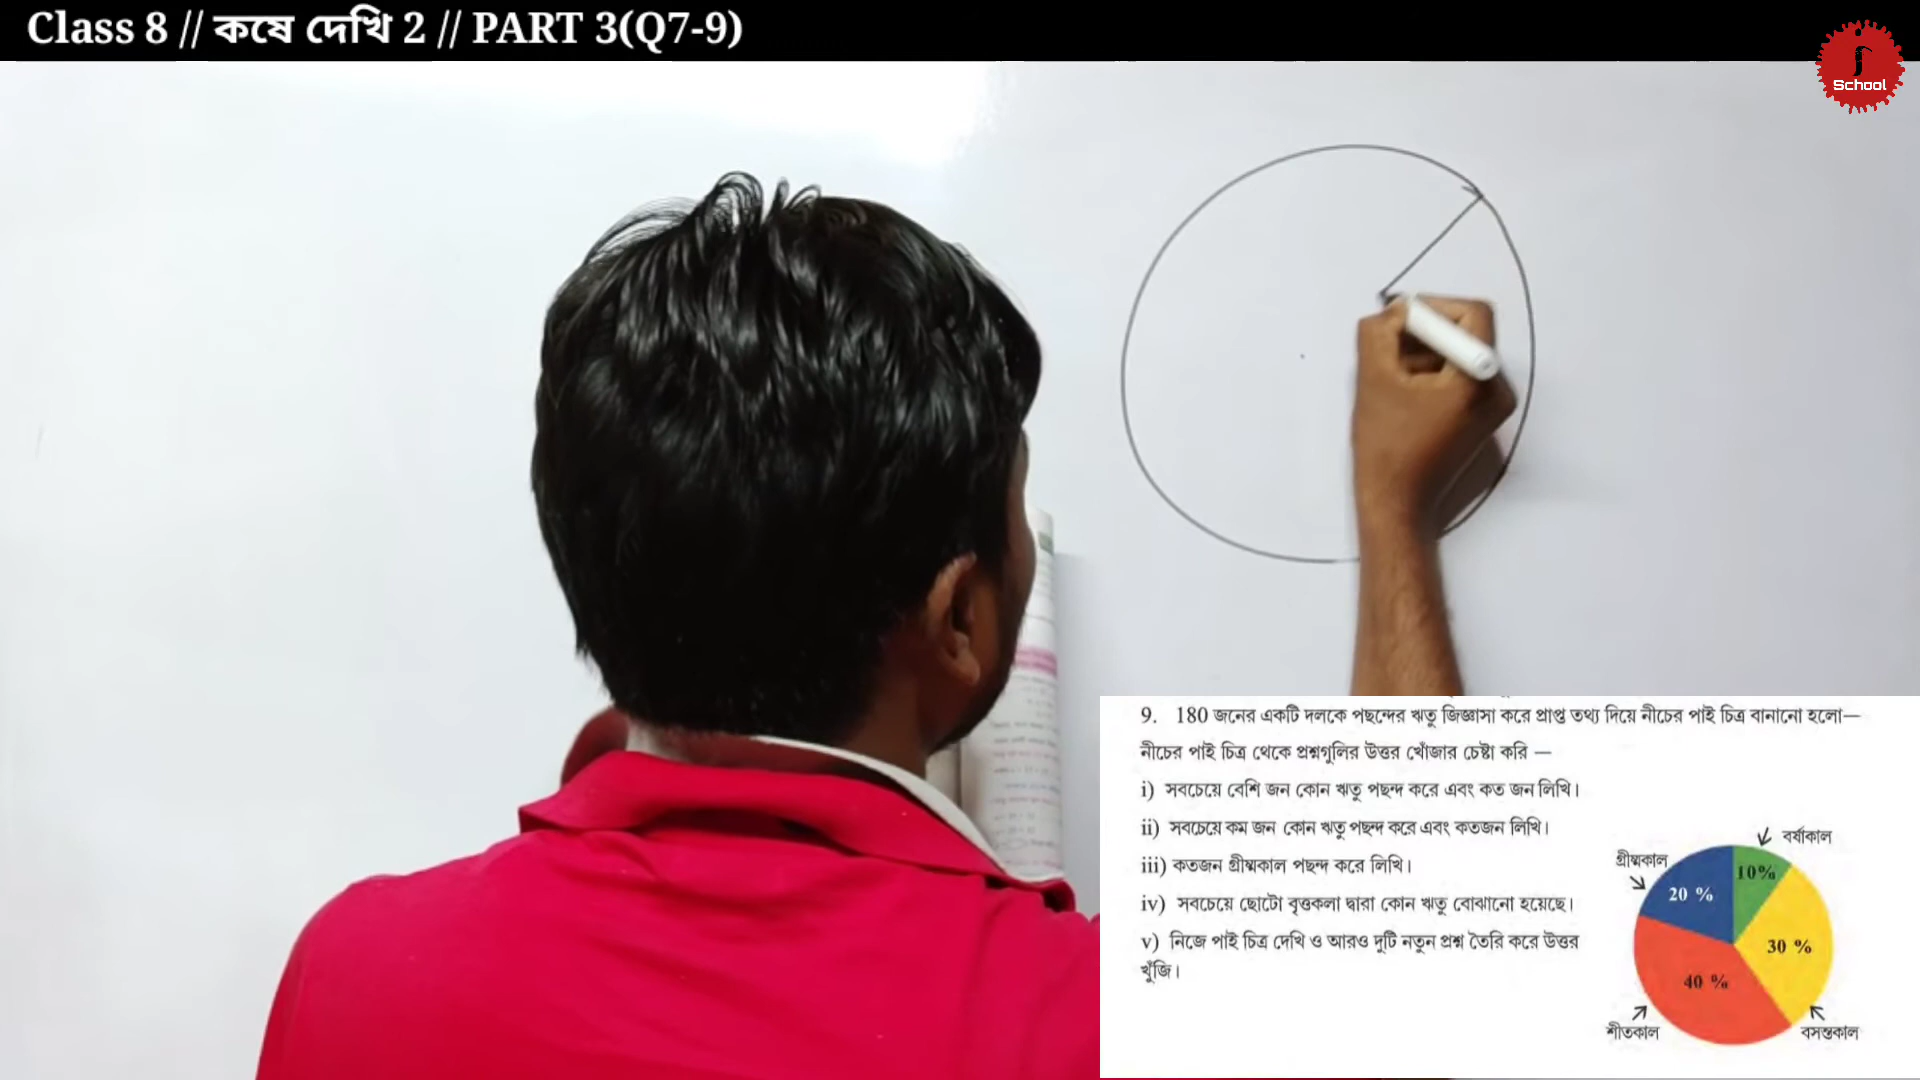 Class 8 // কষে দেখি 2 // PART 3(Q7-9)
School
9. 180 জনের একটি দলকে পছন্দের ঋতু জিজ্ঞাসা করে প্রাপ্ত তথ্য দিয়ে নীচের পাই চিত্র বানানো হলো—
নীচের পাই চিত্র থেকে প্রশ্নগুলির উত্তর খোঁজার চেষ্টা করি —
i) সবচেয়ে বেশি জন কোন ঋতু পছন্দ করে এবং কত জন লিখি।
ii) সবচেয়ে কম জন কোন ঋতু পছন্দ করে এবং কতজন লিখি।
iii) কতজন গ্রীষ্মকাল পছন্দ করে লিখি।
iv) সবচেয়ে ছোটো বৃত্তকলা দ্বারা কোন ঋতু বোঝানো হয়েছে।
v) নিজে পাই চিত্র দেখি ও আরও দুটি নতুন প্রশ্ন তৈরি করে উত্তর
খুঁজি।
বর্ষাকাল
গ্রীষ্মকাল
10%
20 %
30 %
40 %
শীতকাল
বসন্তকাল